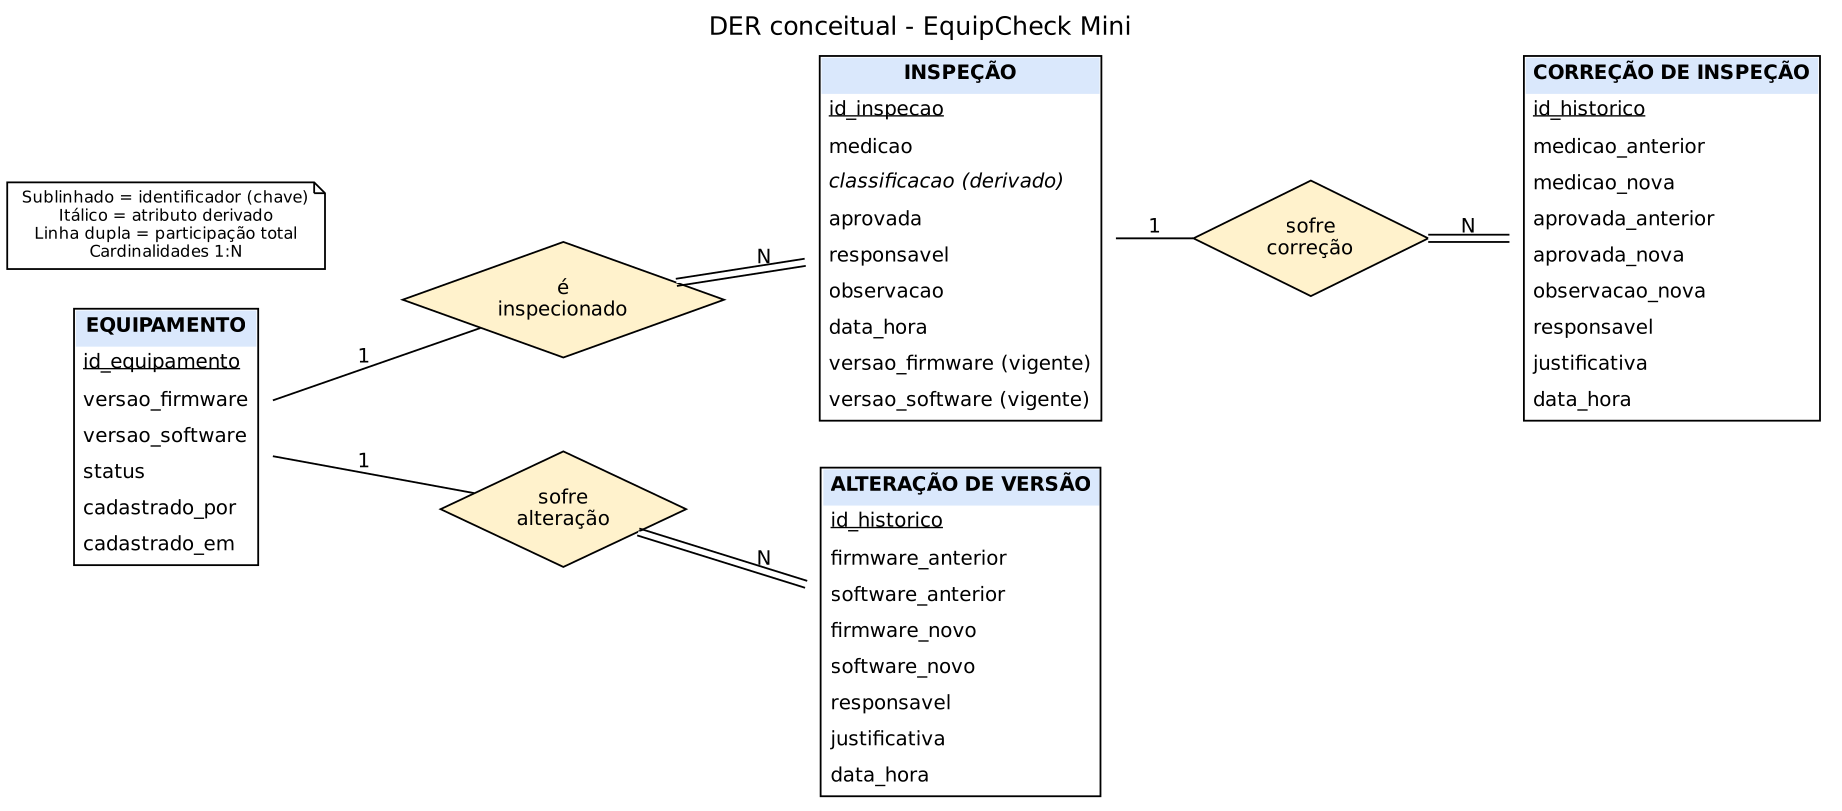 DER conceitual - EquipCheck Mini
Sublinhado = identificador (chave)
Itálico = atributo derivado
Linha dupla = participação total
Cardinalidades 1:N
EQUIPAMENTO
id_equipamento
versao_firmware
versao_software
status
cadastrado_por
cadastrado_em
1
é
inspecionado
N
1
sofre
alteração
N
INSPEÇÃO
id_inspecao
medicao
classificacao (derivado)
aprovada
responsavel
observacao
data_hora
versao_firmware (vigente)
versao_software (vigente)
ALTERAÇÃO DE VERSÃO
id_historico
firmware_anterior
software_anterior
firmware_novo
software_novo
responsavel
justificativa
data_hora
1
sofre
correção
N
CORREÇÃO DE INSPEÇÃO
id_historico
medicao_anterior
medicao_nova
aprovada_anterior
aprovada_nova
observacao_nova
responsavel
justificativa
data_hora